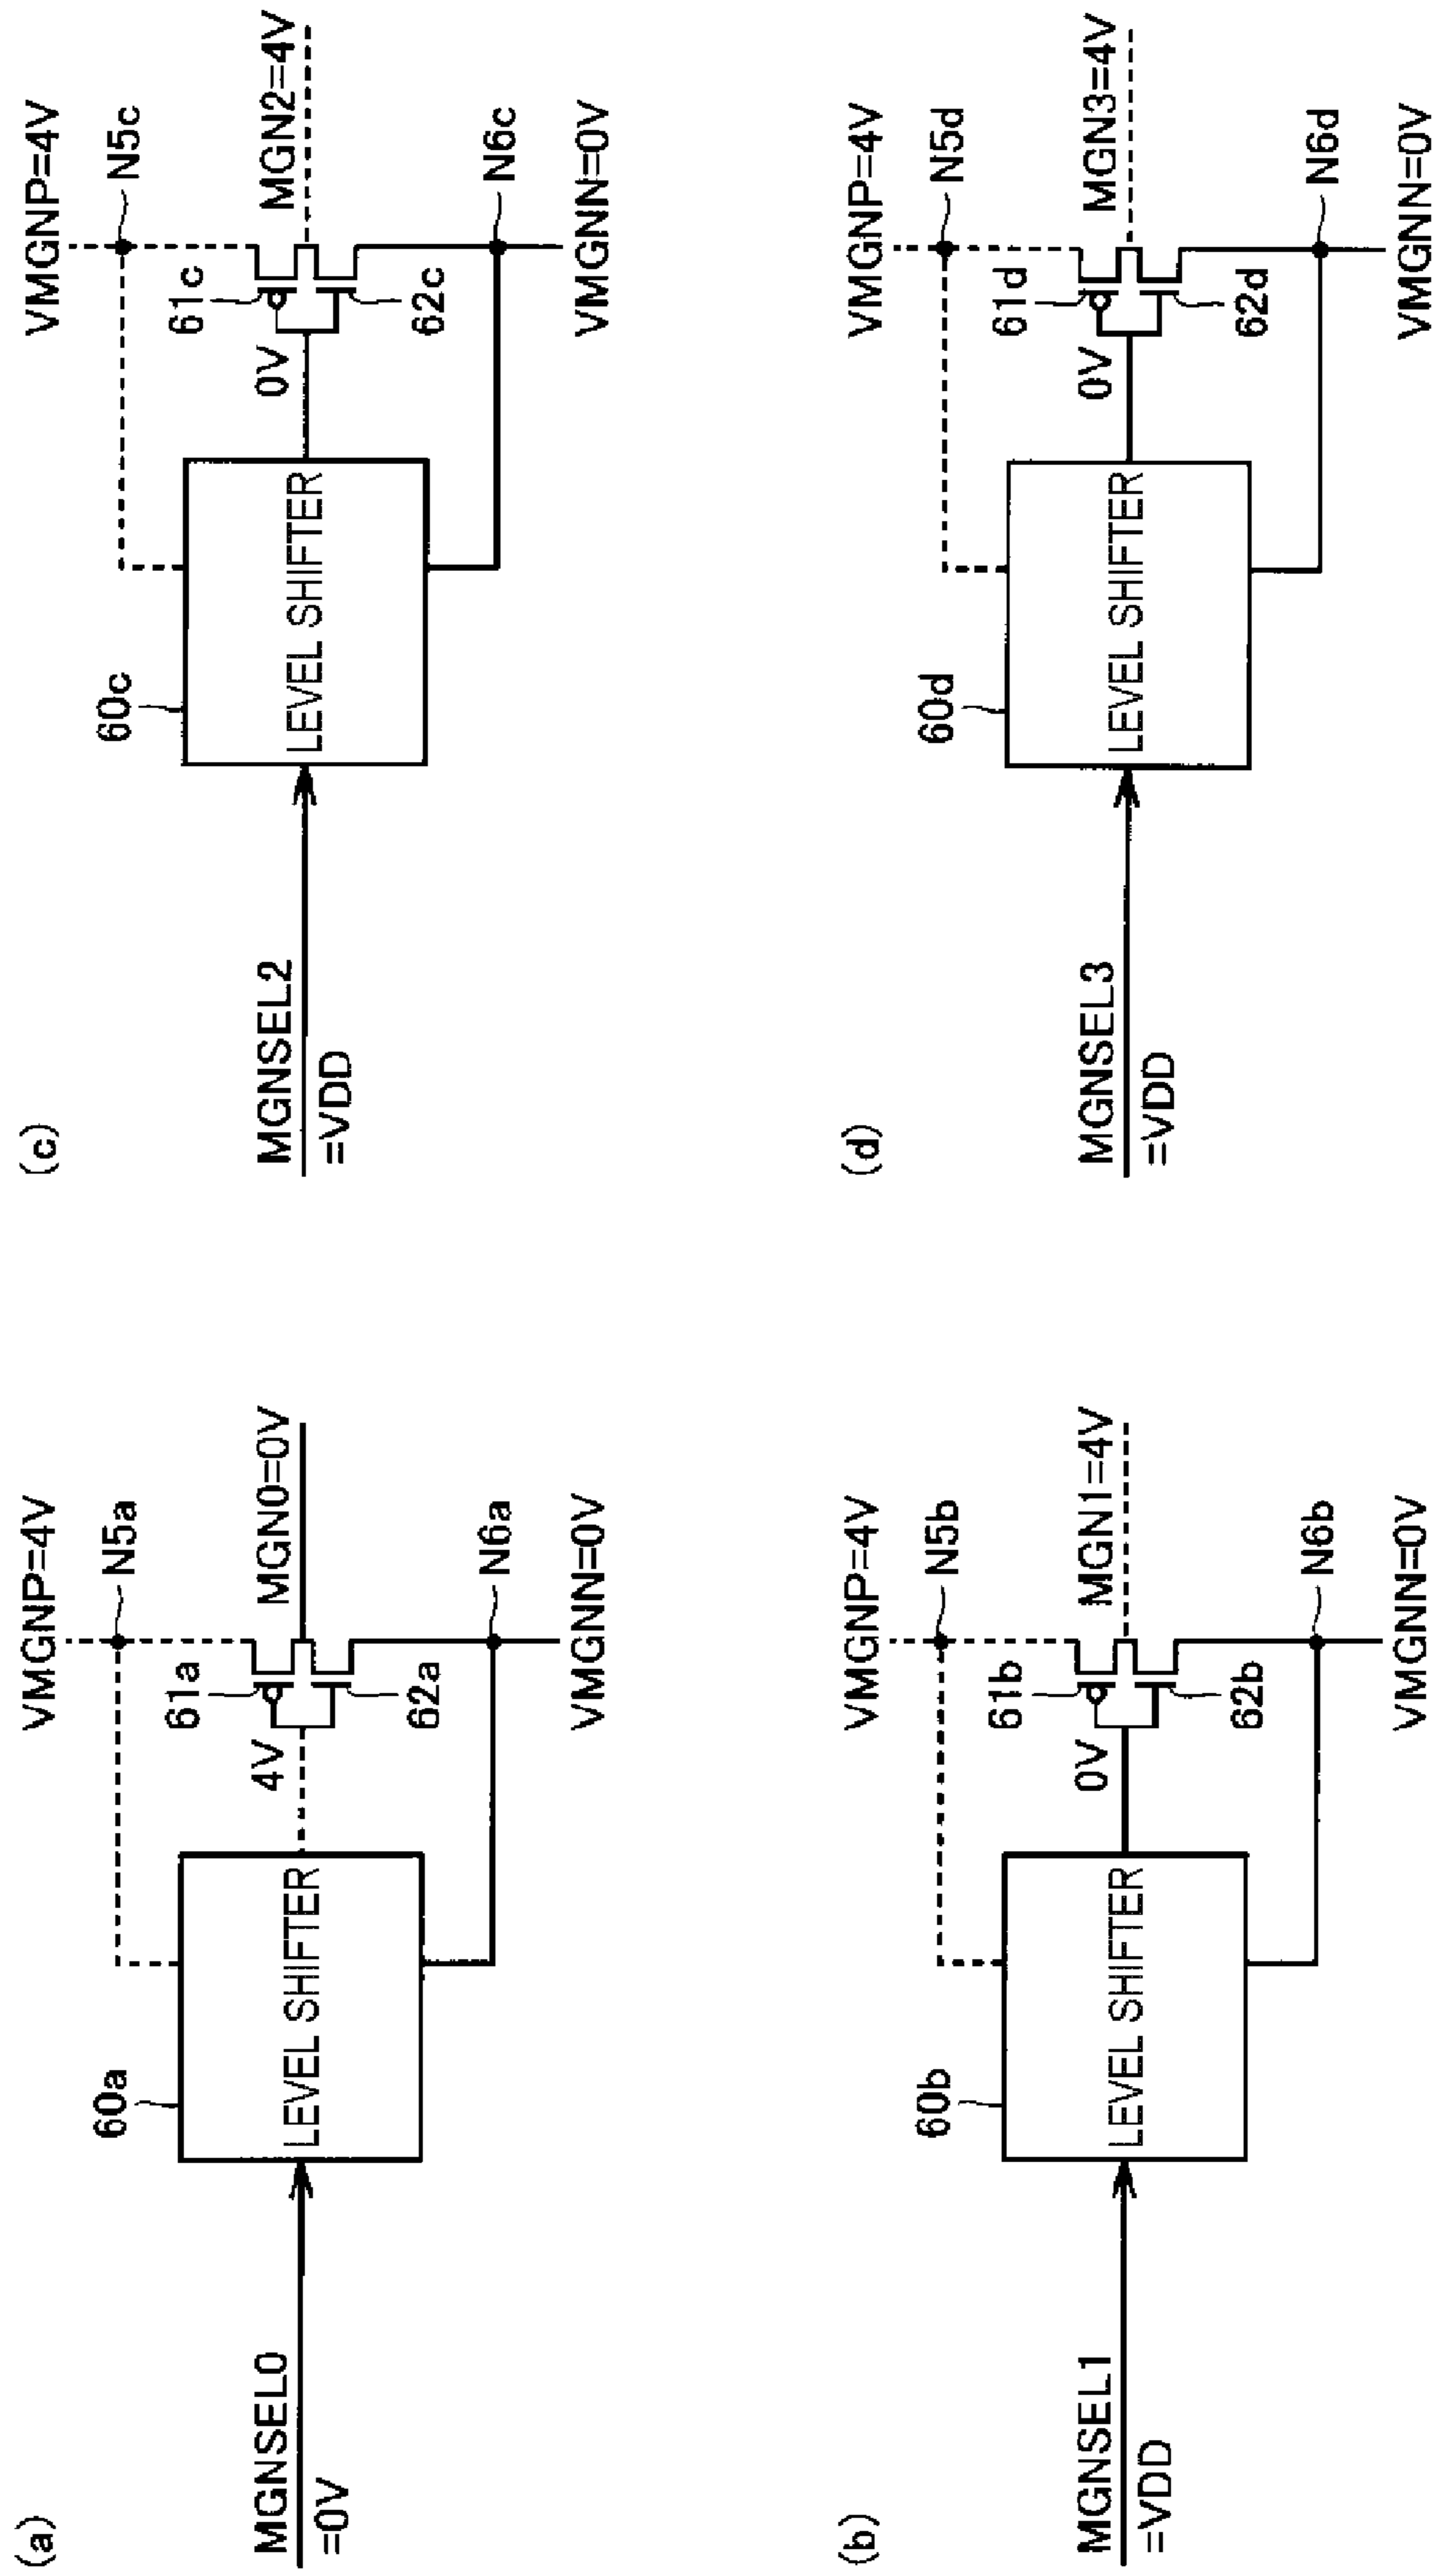 (a)
VMGNP=4V
N5a
61a
4V
MGN0=0V
60a
LEVEL SHIFTER
MGNSEL0
=0V
62a
N6a
VMGNN=0V
(b)
VMGNP=4V
N5b
61b
0V
MGN1=4V
60b
LEVEL SHIFTER
MGNSEL1
=VDD
62b
N6b
VMGNN=0V
(c)
VMGNP=4V
N5c
61c
0V
MGN2=4V
60c
LEVEL SHIFTER
MGNSEL2
=VDD
62c
N6c
VMGNN=0V
(d)
VMGNP=4V
N5d
61d
0V
MGN3=4V
60d
LEVEL SHIFTER
MGNSEL3
=VDD
62d
N6d
VMGNN=0V